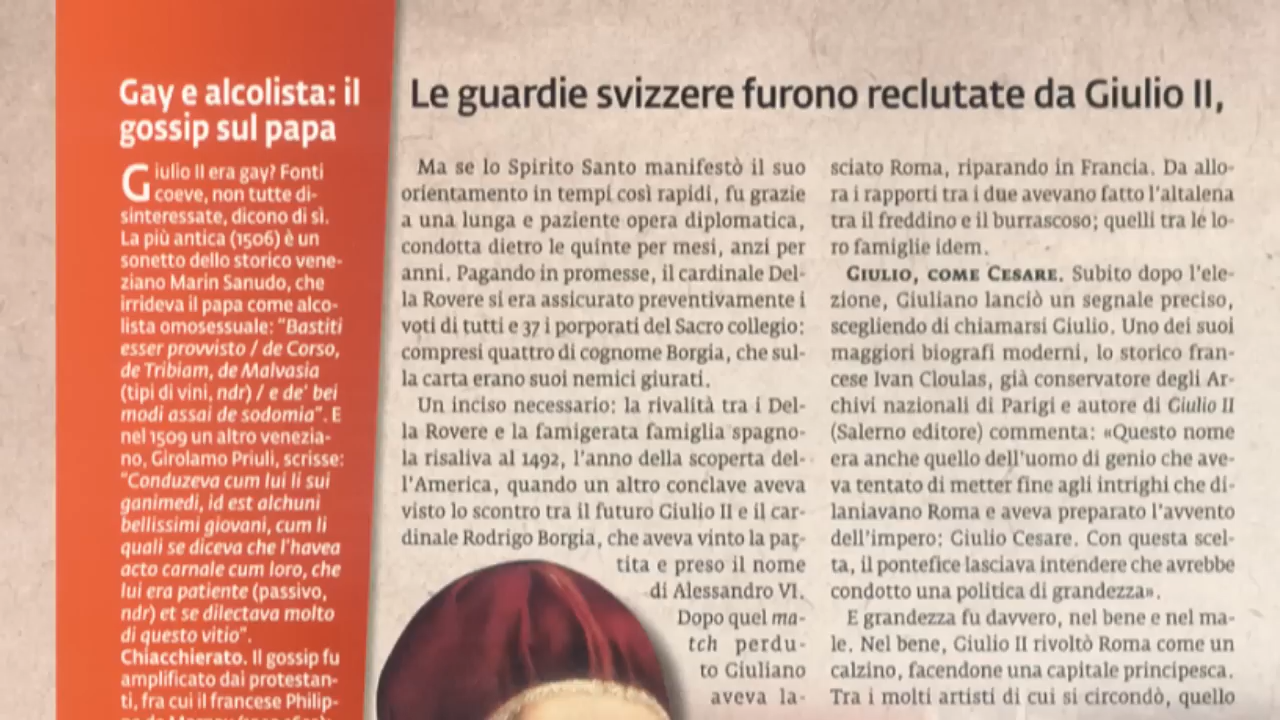 Gay e alcolista: il
gossip sul papa
Giulio II era gay? Fonti
coeve, non tutte di-
sinteressate, dicono di sì.
La più antica (1506) è un
sonetto dello storico vene-
ziano Marin Sanudo, che
irrideva il papa come alco-
lista omosessuale: "Bastiti
esser provvisto / de Corso,
de Tribiam, de Malvasia
(tipi di vini, ndr) / e de' bei
modi assai de sodomia". E
nel 1509 un altro venezia-
no, Girolamo Priuli, scrisse:
"Conduzeva cum lui li sui
ganimedi, id est alchuni
bellissimi giovani, cum li
quali se diceva che l'havea
acto carnale cum loro, che
lui era patiente (passivo,
ndr) et se dilectava molto
di questo vitio".
Chiacchierato. Il gossip fu
amplificato dai protestan-
ti, fra cui il francese Philip-
Le guardie svizzere furono reclutate da Giulio II,
Ma se lo Spirito Santo manifestò il suo
orientamento in tempi così rapidi, fu grazie
a una lunga e paziente opera diplomatica,
condotta dietro le quinte per mesi, anzi per
anni. Pagando in promesse, il cardinale Del-
la Rovere si era assicurato preventivamente i
voti di tutti e 37 i porporati del Sacro collegio:
compresi quattro di cognome Borgia, che sul-
la carta erano suoi nemici giurati.
Un inciso necessario: la rivalità tra i Del-
la Rovere e la famigerata famiglia spagno-
la risaliva al 1492, l'anno della scoperta del-
l'America, quando un altro conclave aveva
visto lo scontro tra il futuro Giulio II e il car-
dinale Rodrigo Borgia, che aveva vinto la par-
tita e preso il nome
di Alessandro VI.
Dopo quel ma-
tch perdu-
to Giuliano
aveva la-
sciato Roma, riparando in Francia. Da allo-
ra i rapporti tra i due avevano fatto l'altalena
tra il freddino e il burrascoso; quelli tra le lo-
ro famiglie idem.
GIULIO, COME CESARE. Subito dopo l'ele-
zione, Giuliano lanciò un segnale preciso,
scegliendo di chiamarsi Giulio. Uno dei suoi
maggiori biografi moderni, lo storico fran-
cese Ivan Cloulas, già conservatore degli Ar-
chivi nazionali di Parigi e autore di Giulio II
(Salerno editore) commenta: «Questo nome
era anche quello dell'uomo di genio che ave-
va tentato di metter fine agli intrighi che di-
laniavano Roma e aveva preparato l'avvento
dell'impero: Giulio Cesare. Con questa scel-
ta, il pontefice lasciava intendere che avrebbe
condotto una politica di grandezza».
E grandezza fu davvero, nel bene e nel ma-
le. Nel bene, Giulio II rivoltò Roma come un
calzino, facendone una capitale principesca.
Tra i molti artisti di cui si circondò, quello